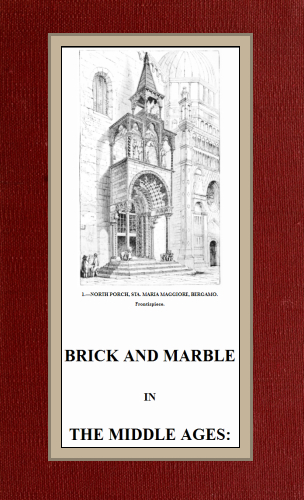 1.—NORTH PORCH, STA. MARIA MAGGIORE, BERGAMO.
Frontispiece.
BRICK AND MARBLE
IN
THE MIDDLE AGES: